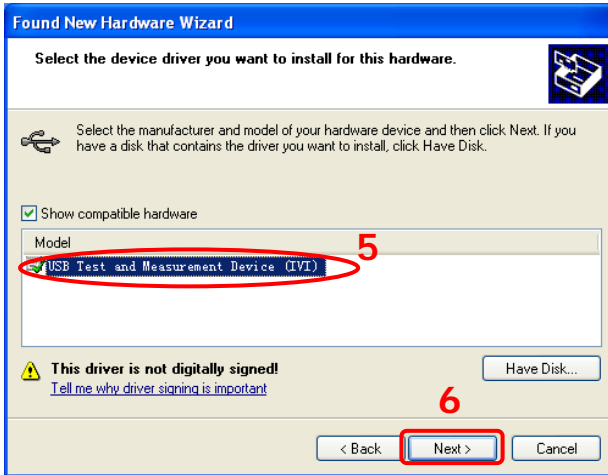 Found New Hardware Wizard
Select the device driver you want to install for this hardware.
Select the manufacturer and model of your hardware device and then click Next. If you
have a disk that contains the driver you want to install, click Have Disk.
Show compatible hardware
Model
5
USB Test and Measurement Device (IVI)
This driver is not digitally signed!
Have Disk...
Tell me why driver signing is important
6
< Back
Next >
Cancel